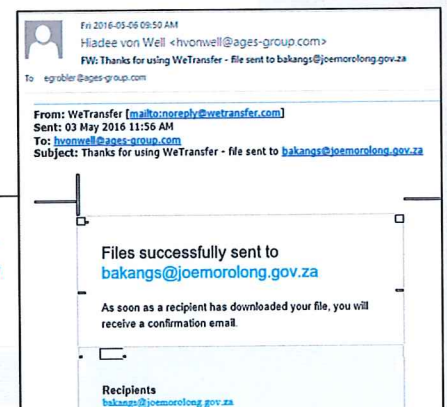 Fri 2016-05-06 09:50 AM
Hiadee von Well <hvonwell@ages-group.com>
FW: Thanks for using WeTransfer - file sent to bakangs@joemorolong.gov.za
To egrobler@ages-group.com
From: WeTransfer [mailto:noreply@wetransfer.com]
Sent: 03 May 2016 11:56 AM
To: hvonwell@ages-group.com
Subject: Thanks for using WeTransfer - file sent to bakangs@joemorolong.gov.za
Files successfully sent to
bakangs@joemorolong.gov.za
As soon as a recipient has downloaded your file, you will
receive a confirmation email.
Recipients
bakangs@joemorolong.gov.za